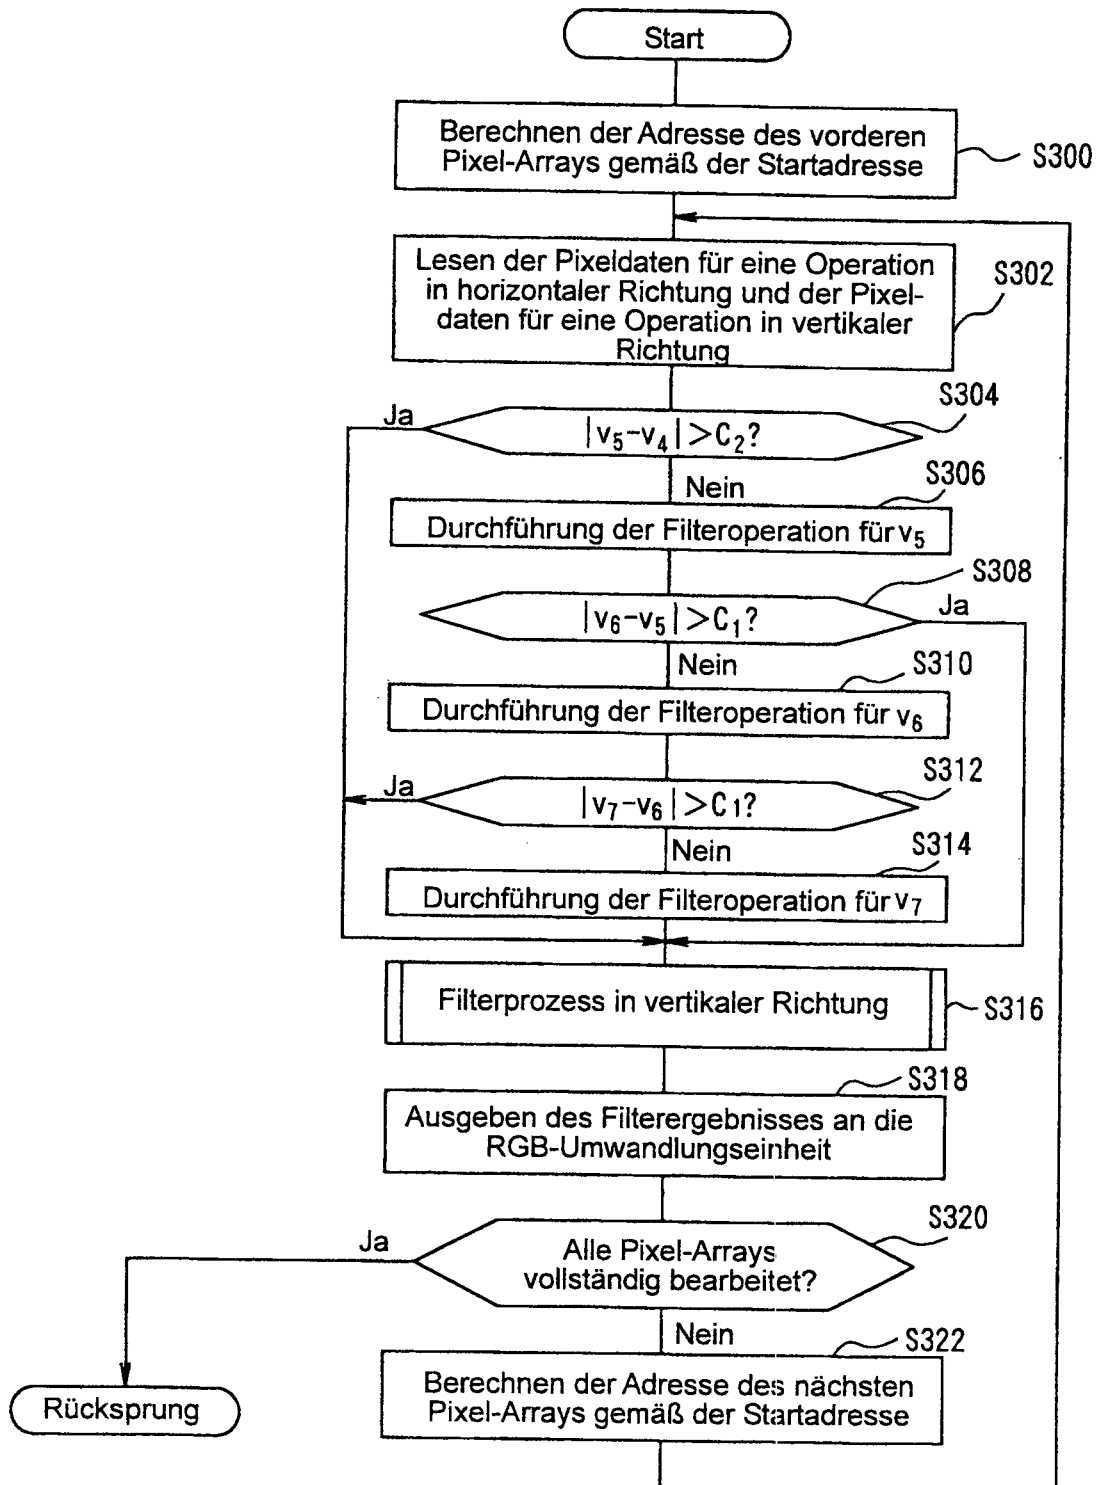 Start
Berechnen der Adresse des vorderen
Pixel-Arrays gemäß der Startadresse
S300
Lesen der Pixeldaten für eine Operation
in horizontaler Richtung und der Pixel-
daten für eine Operation in vertikaler
Richtung
S302
S304
Ja
|v₅-v₄|>C₂?
Nein
S306
Durchführung der Filteroperation für v₅
S308
|v₆-v₅|>C₁?
Ja
Nein
S310
Durchführung der Filteroperation für v₆
S312
Ja
|v₇-v₆|>C₁?
Nein
S314
Durchführung der Filteroperation für v₇
Filterprozess in vertikaler Richtung
S316
S318
Ausgeben des Filterergebnisses an die
RGB-Umwandlungseinheit
S320
Ja
Alle Pixel-Arrays
vollständig bearbeitet?
Nein
S322
Berechnen der Adresse des nächsten
Pixel-Arrays gemäß der Startadresse
Rücksprung